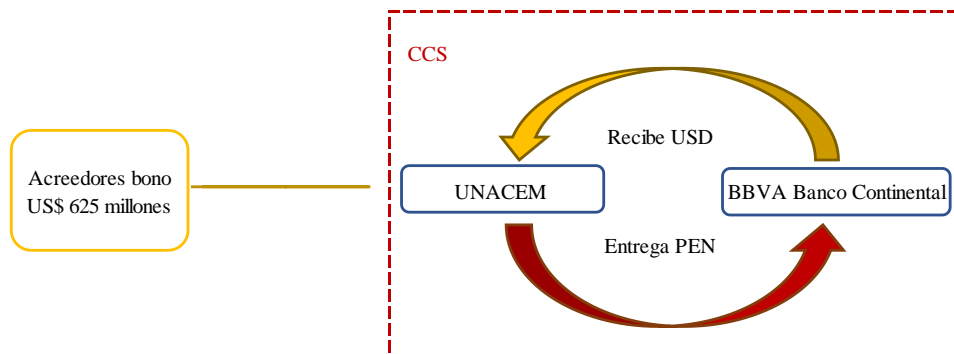 CCS
Recibe USD
Acreedores bono
US$ 625 millones
UNACEM
BBVA Banco Continental
Entrega PEN